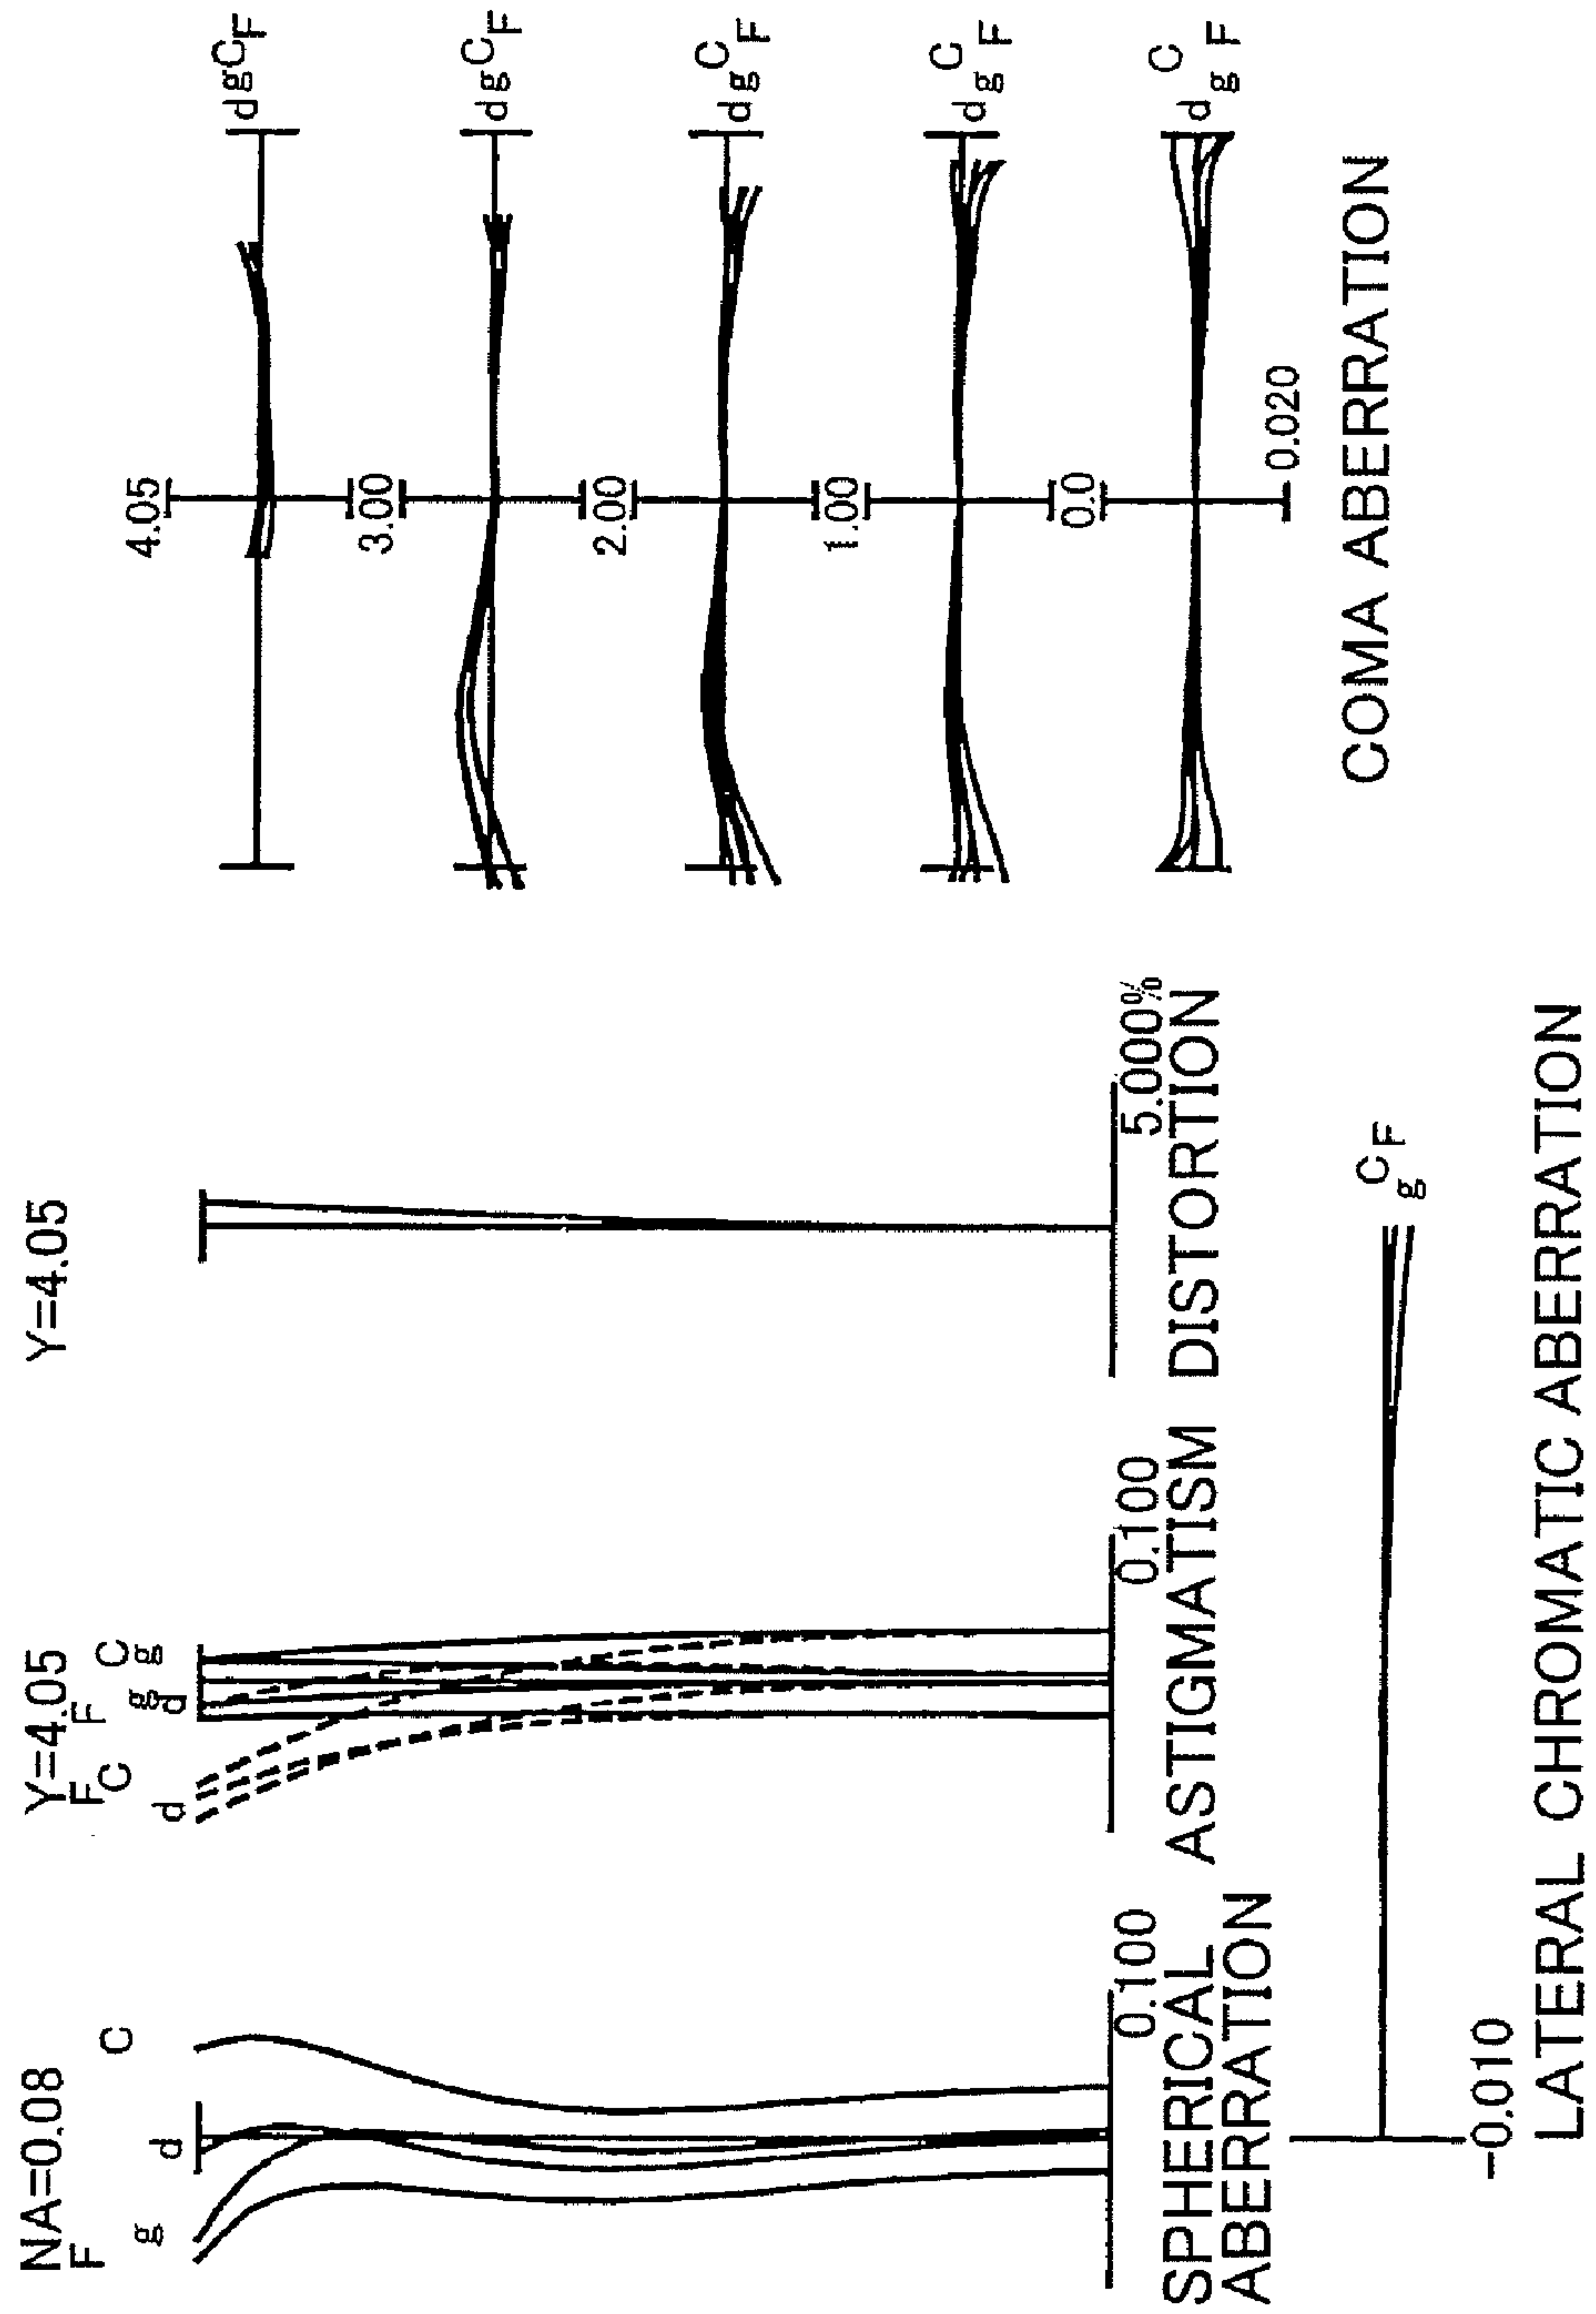 NA=0.08
F
g
d
C
0.100
SPHERICAL
ABERRATION
Y=4.05
F
C
d
F
g
d
C
g
0.100
ASTIGMATISM
Y=4.05
5.000%
DISTORTION
4.05
d g C F
3.00
d g C F
2.00
d g C F
1.00
d g C F
0.0
d g C F
0.020
COMA ABERRATION
C
g F
-0.010
LATERAL CHROMATIC ABERRATION